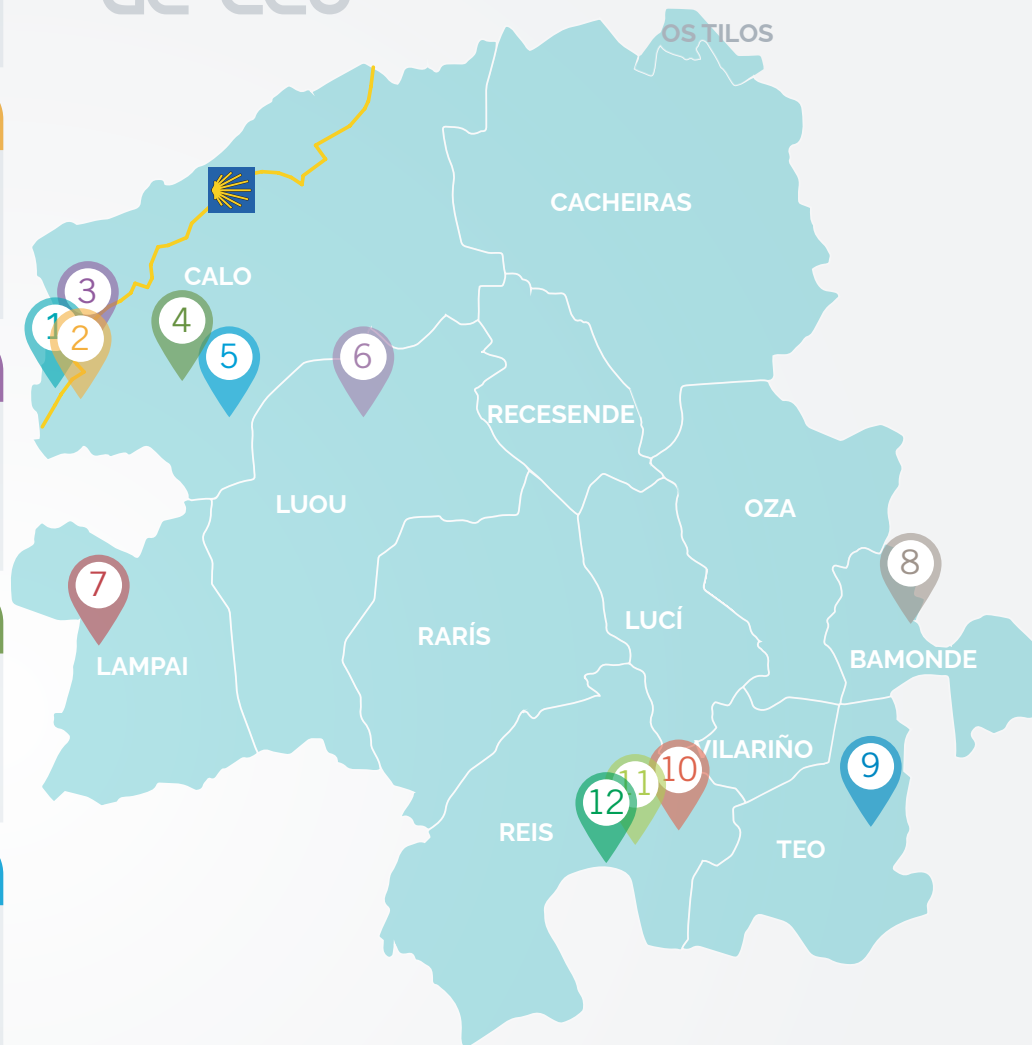 OS TILOS
CACHEIRAS
CALO
3
1
2
4
5
6
RECESENDE
LUOU
OZA
8
7
LUCÍ
RARÍS
BAMONDE
LAMPAI
VILARIÑO
9
10
11
12
REIS
TEO